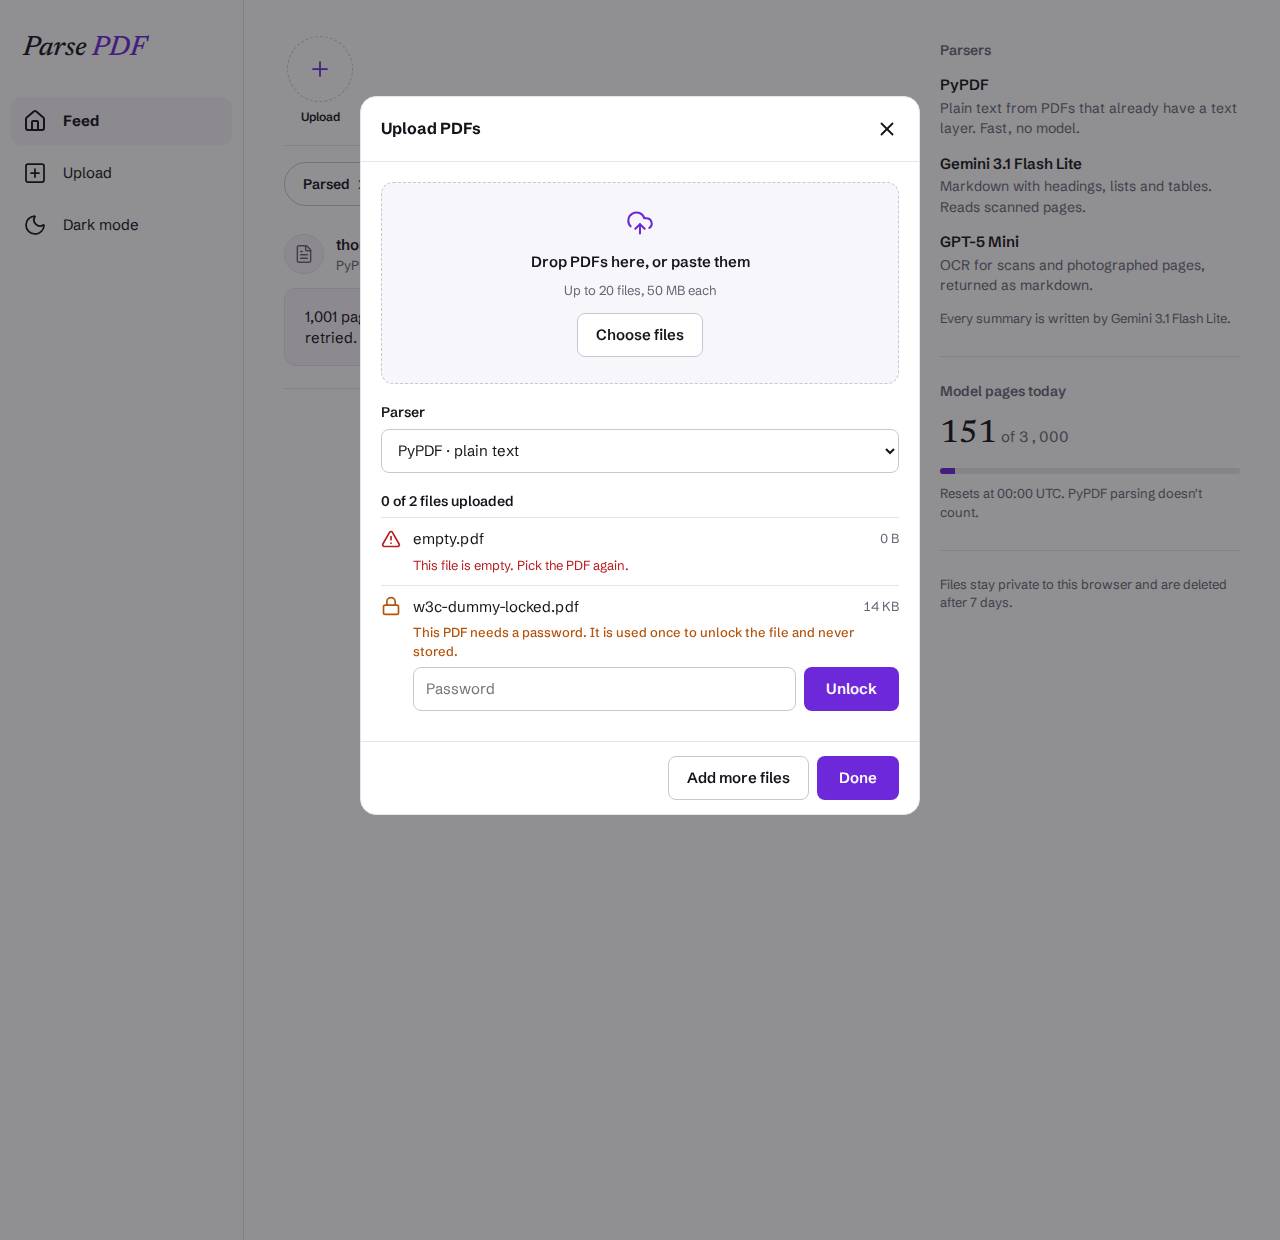 Parse PDF
Feed
Upload
Dark mode
Upload
Parsed
tho
PyP
1,001 pag
retried.
Upload PDFs
Drop PDFs here, or paste them
Up to 20 files, 50 MB each
Choose files
Parser
PyPDF · plain text
0 of 2 files uploaded
empty.pdf 0 B
This file is empty. Pick the PDF again.
w3c-dummy-locked.pdf 14 KB
This PDF needs a password. It is used once to unlock the file and never
stored.
Password Unlock
Add more files Done
Parsers
PyPDF
Plain text from PDFs that already have a text
layer. Fast, no model.
Gemini 3.1 Flash Lite
Markdown with headings, lists and tables.
Reads scanned pages.
GPT-5 Mini
OCR for scans and photographed pages,
returned as markdown.
Every summary is written by Gemini 3.1 Flash Lite.
Model pages today
151 of 3,000
Resets at 00:00 UTC. PyPDF parsing doesn't
count.
Files stay private to this browser and are deleted
after 7 days.